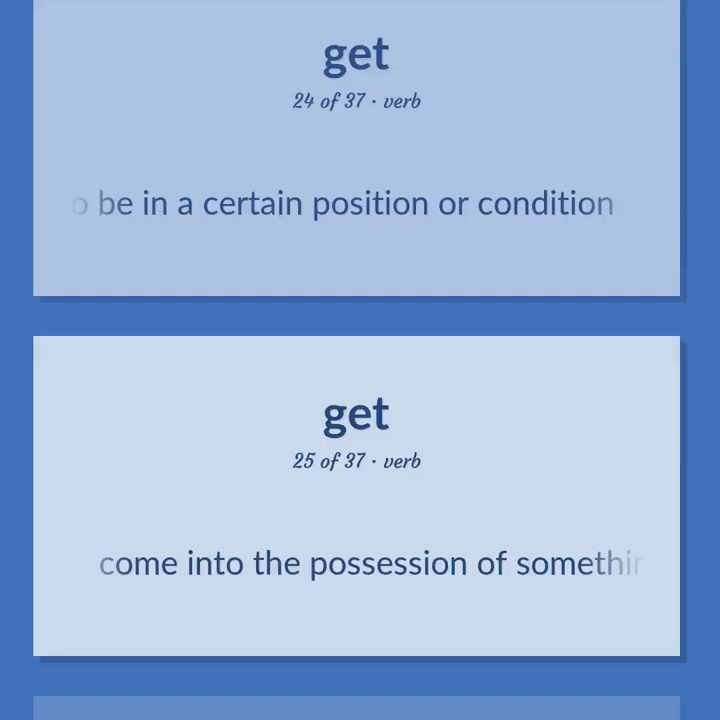 get
24 of 37 · verb
o be in a certain position or condition
get
25 of 37 · verb
come into the possession of somethin